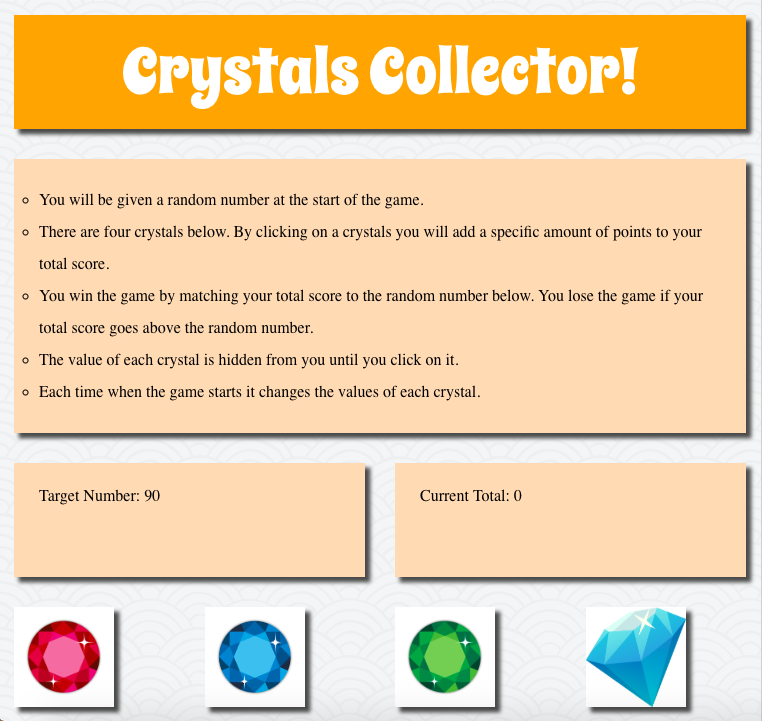 Crystals Collector!
You will be given a random number at the start of the game.
There are four crystals below. By clicking on a crystals you will add a specific amount of points to your
total score.
You win the game by matching your total score to the random number below. You lose the game if your
total score goes above the random number.
The value of each crystal is hidden from you until you click on it.
Each time when the game starts it changes the values of each crystal.
Target Number: 90
Current Total: 0